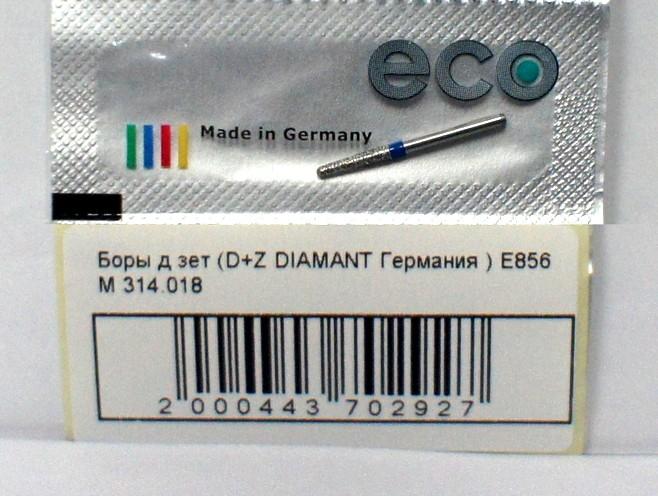 eco
Made in Germany
Боры д зет (D+Z DIAMANT Германия ) E856
M 314.018
2 000443 702927